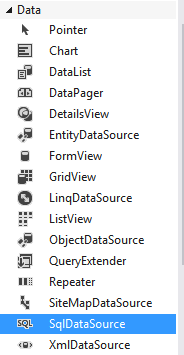 Data
Pointer
Chart
DataList
DataPager
DetailsView
EntityDataSource
FormView
GridView
LinqDataSource
ListView
ObjectDataSource
QueryExtender
Repeater
SiteMapDataSource
SQL SqlDataSource
XmlDataSource